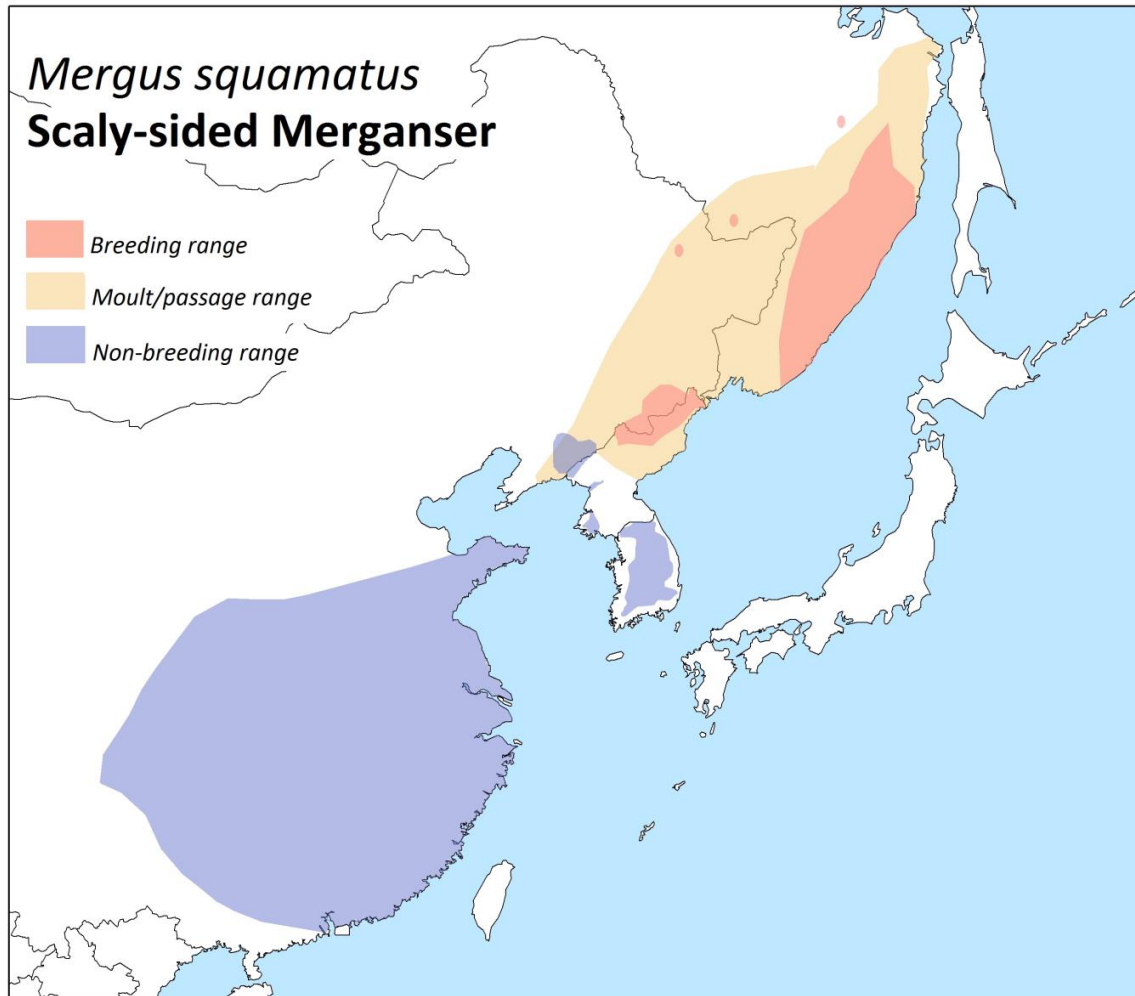 Mergus squamatus
Scaly-sided Merganser
Breeding range
Moult/passage range
Non-breeding range